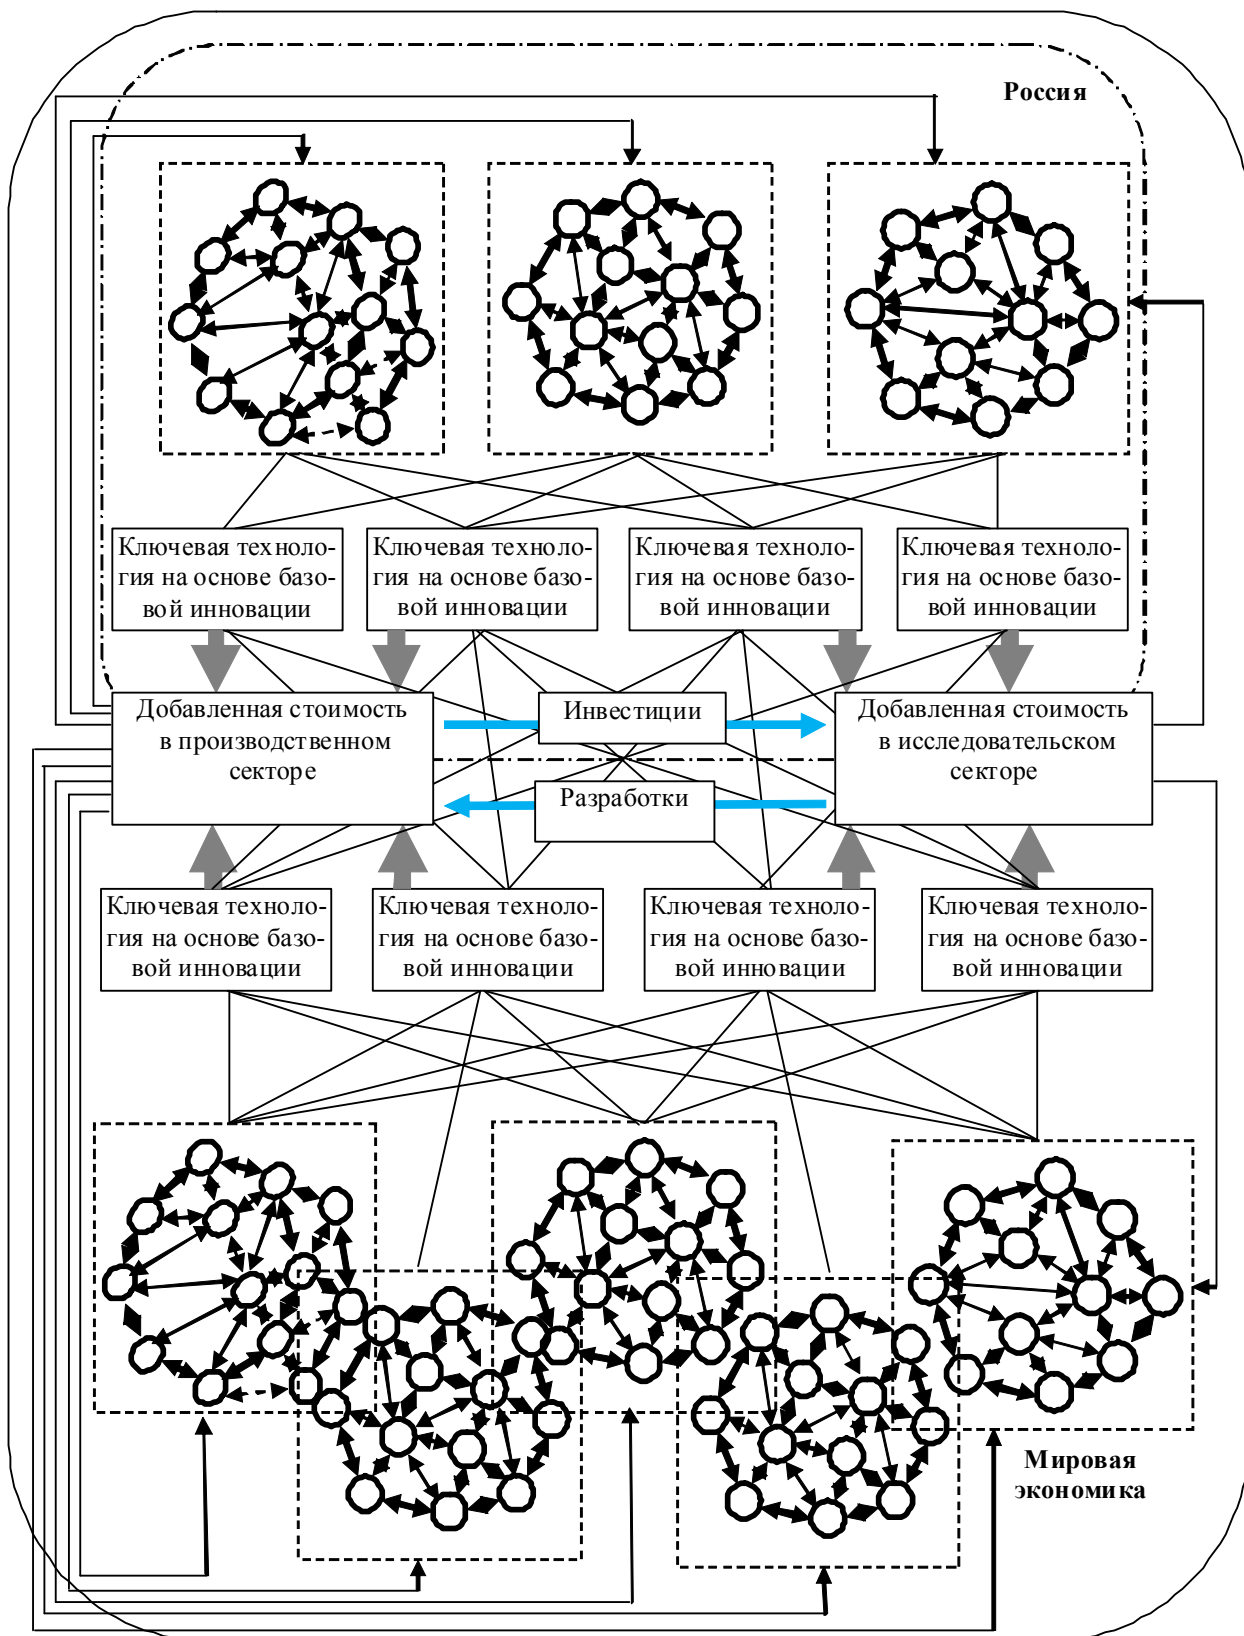 Россия
Ключевая техноло-
гия на основе базо-
вой инновации
Ключевая техноло-
гия на основе базо-
вой инновации
Ключевая техноло-
гия на основе базо-
вой инновации
Ключевая техноло-
гия на основе базо-
вой инновации
Добавленная стоимость
в производственном
секторе
Инвестиции
Разработки
Добавленная стоимость
в исследовательском
секторе
Ключевая техноло-
гия на основе базо-
вой инновации
Ключевая техноло-
гия на основе базо-
вой инновации
Ключевая техноло-
гия на основе базо-
вой инновации
Ключевая техноло-
гия на основе базо-
вой инновации
Мировая
экономика